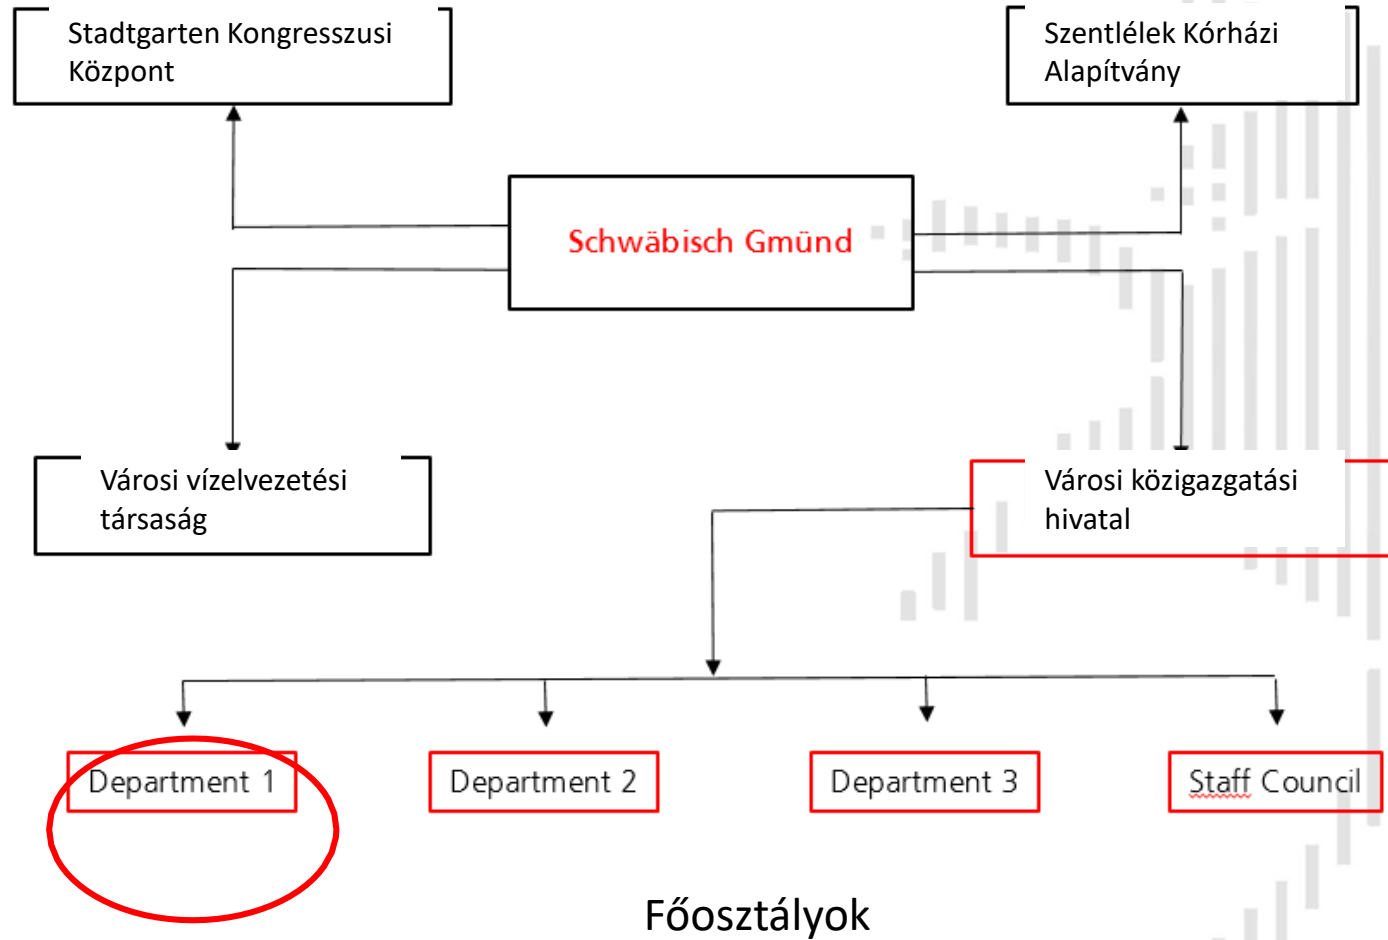 Stadtgarten Kongresszusi
Központ
Szentlélek Kórházi
Alapítvány
Schwäbisch Gmünd
Városi vízelvezetési
társaság
Városi közigazgatási
hivatal
Department 1
Department 2
Department 3
Staff Council
Főosztályok